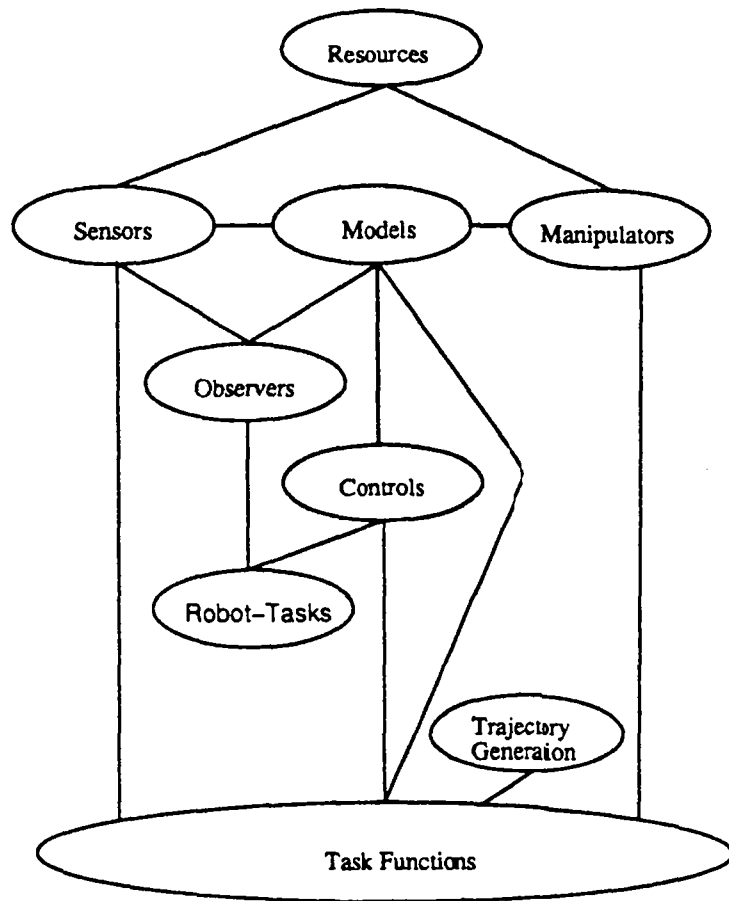 Resources
Sensors
Models
Manipulators
Observers
Controls
Robot-Tasks
Trajectory
Generaion
Task Functions